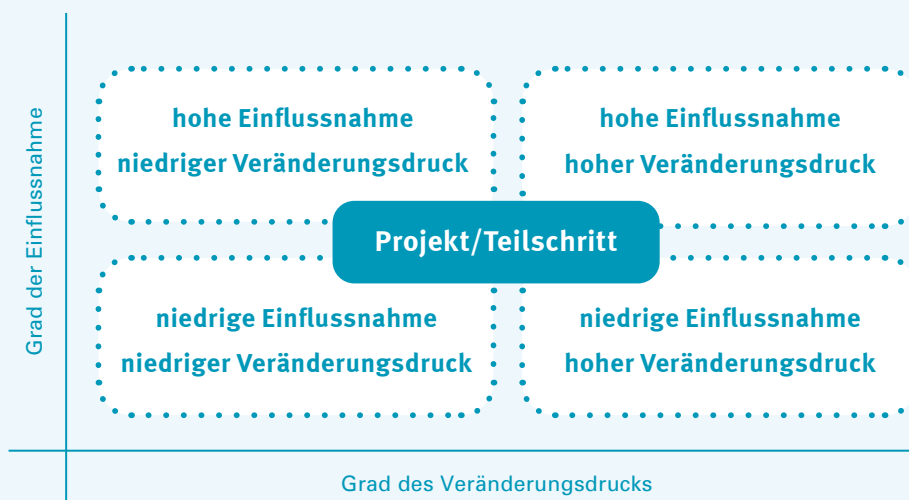 Grad der Einflussnahme
hohe Einflussnahme
niedriger Veränderungsdruck
hohe Einflussnahme
hoher Veränderungsdruck
Projekt/Teilschritt
niedrige Einflussnahme
niedriger Veränderungsdruck
niedrige Einflussnahme
hoher Veränderungsdruck
Grad des Veränderungsdrucks